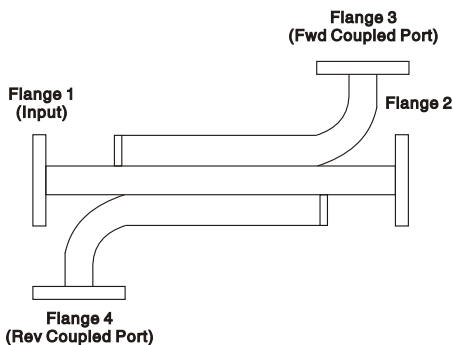 Flange 3
(Fwd Coupled Port)
Flange 1
(Input)
Flange 2
Flange 4
(Rev Coupled Port)